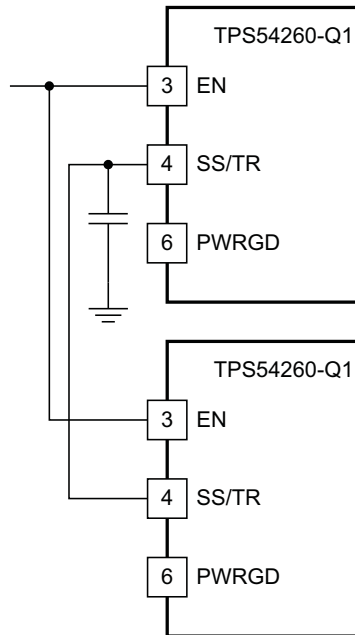 TPS54260-Q1
3 EN
4 SS/TR
6 PWRGD
TPS54260-Q1
3 EN
4 SS/TR
6 PWRGD